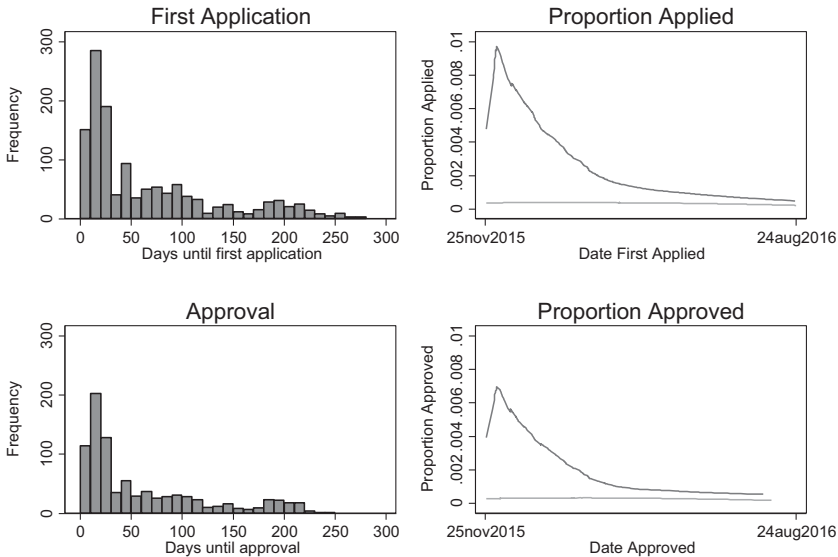 First Application
Frequency
300
200
100
0
0 50 100 150 200 250 300
Days until first application
Proportion Applied
Proportion Applied
.01
.008
.006
.004
.002
0
25nov2015 24aug2016
Date First Applied
Approval
Frequency
300
200
100
0
0 50 100 150 200 250 300
Days until approval
Proportion Approved
Proportion Approved
.01
.008
.006
.004
.002
0
25nov2015 24aug2016
Date Approved